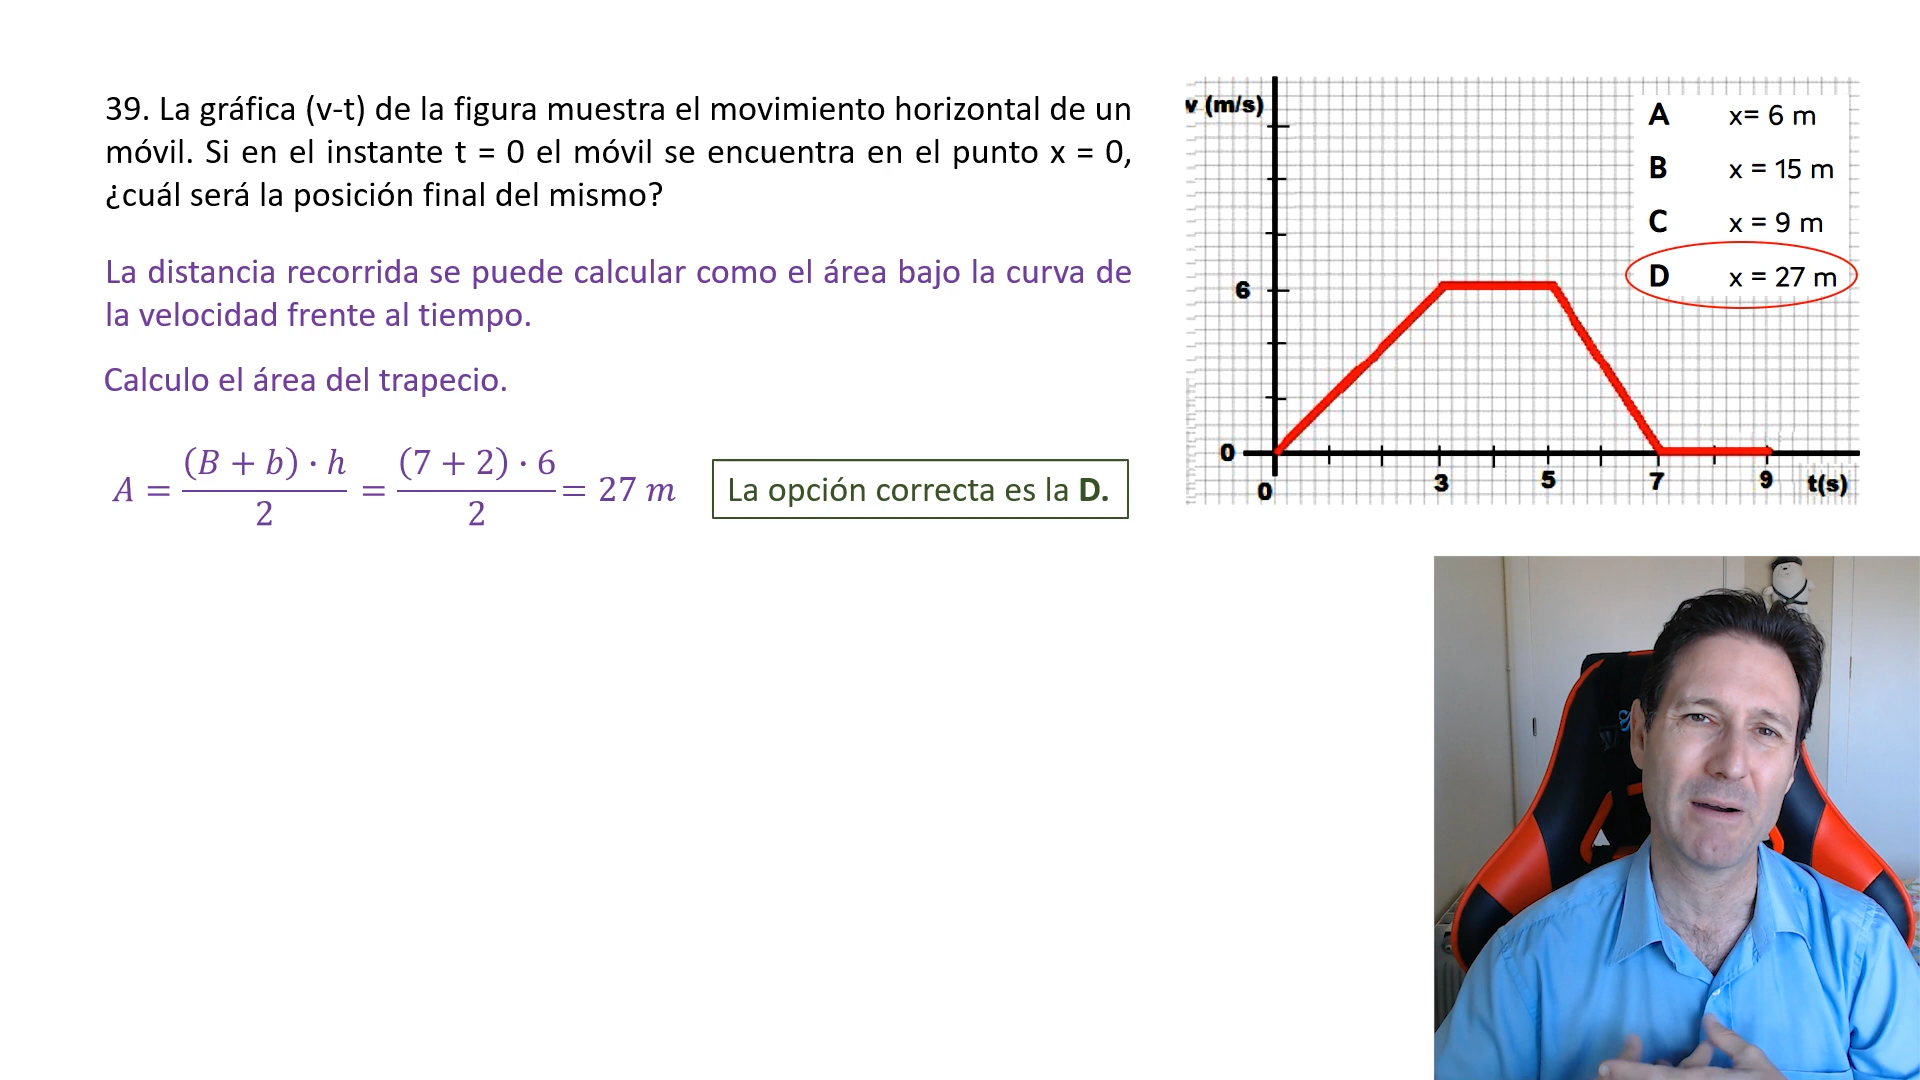 39. La gráfica (v-t) de la figura muestra el movimiento horizontal de un
móvil. Si en el instante t = 0 el móvil se encuentra en el punto x = 0,
¿cuál será la posición final del mismo?
La distancia recorrida se puede calcular como el área bajo la curva de
la velocidad frente al tiempo.
Calculo el área del trapecio.
A = (B + b) · h / 2 = (7 + 2) · 6 / 2 = 27 m
La opción correcta es la D.
v (m/s)
A x= 6 m
B x = 15 m
C x = 9 m
D x = 27 m
6
0
0 3 5 7 9 t(s)